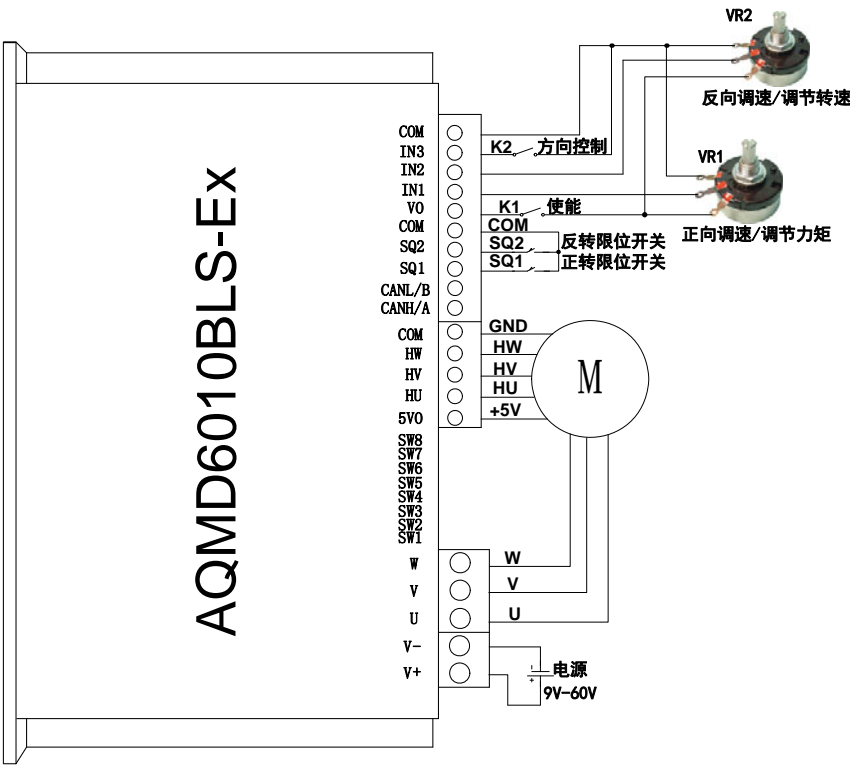 VR2
反向调速/调节转速
VR1
正向调速/调节力矩
AQMD6010BLS-Ex
COM
IN3
IN2
IN1
VO
COM
SQ2
SQ1
CANL/B
CANH/A
COM
HW
HV
HU
5VO
SW8
SW7
SW6
SW5
SW4
SW3
SW2
SW1
W
V
U
V-
V+
K2 方向控制
K1 使能
COM
SQ2 反转限位开关
SQ1 正转限位开关
GND
HW
HV
HU
+5V
M
W
V
U
- 电源
+
9V-60V